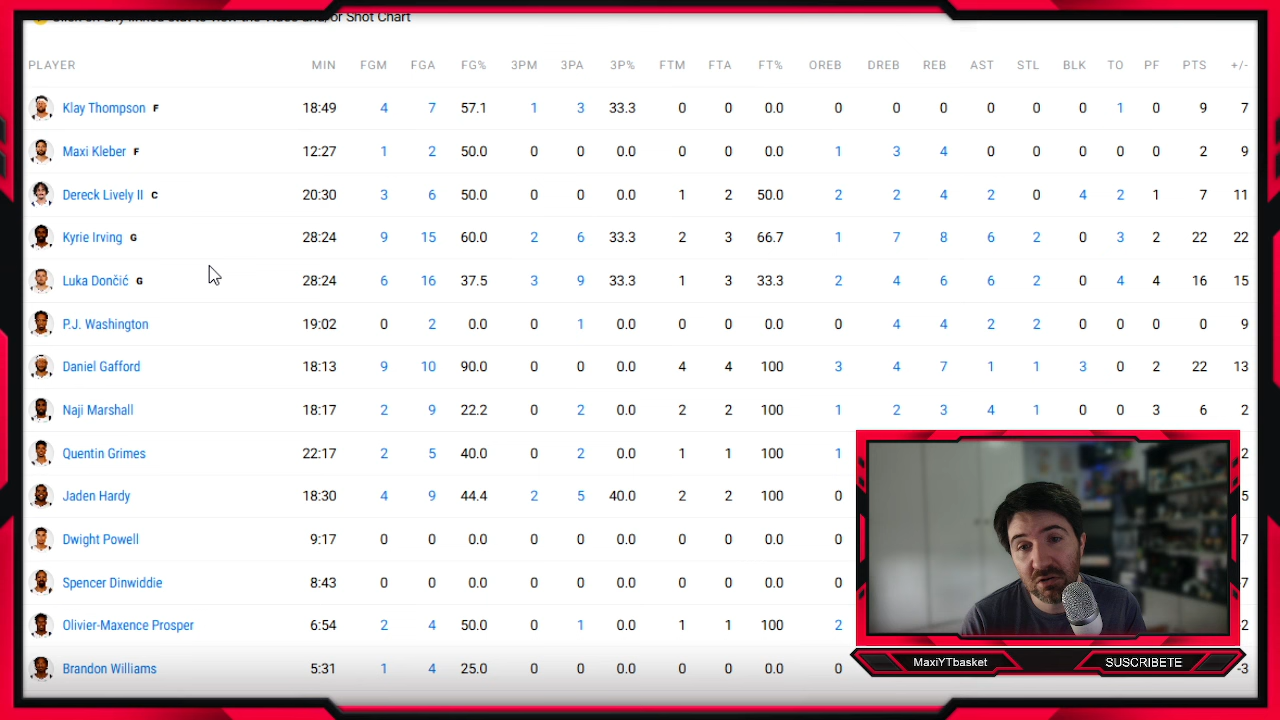 or Shot Chart
PLAYER MIN FGM FGA FG% 3PM 3PA 3P% FTM FTA FT% OREB DREB REB AST STL BLK TO PF PTS +/-
Klay Thompson F 18:49 4 7 57.1 1 3 33.3 0 0 0.0 0 0 0 0 0 0 1 0 9 7
Maxi Kleber F 12:27 1 2 50.0 0 0 0.0 0 0 0.0 1 3 4 0 0 0 0 0 2 9
Dereck Lively II C 20:30 3 6 50.0 0 0 0.0 1 2 50.0 2 2 4 2 0 4 2 1 7 11
Kyrie Irving G 28:24 9 15 60.0 2 6 33.3 2 3 66.7 1 7 8 6 2 0 3 2 22 22
Luka Dončić G 28:24 6 16 37.5 3 9 33.3 1 3 33.3 2 4 6 6 2 0 4 4 16 15
P.J. Washington 19:02 0 2 0.0 0 1 0.0 0 0 0.0 0 4 4 2 2 0 0 0 0 9
Daniel Gafford 18:13 9 10 90.0 0 0 0.0 4 4 100 3 4 7 1 1 3 0 2 22 13
Naji Marshall 18:17 2 9 22.2 0 2 0.0 2 2 100 1 2 3 4 1 0 0 3 6 2
Quentin Grimes 22:17 2 5 40.0 0 2 0.0 1 1 100 1 2
Jaden Hardy 18:30 4 9 44.4 2 5 40.0 2 2 100 0 5
Dwight Powell 9:17 0 0 0.0 0 0 0.0 0 0 0.0 0 7
Spencer Dinwiddie 8:43 0 0 0.0 0 0 0.0 0 0 0.0 0 7
Olivier-Maxence Prosper 6:54 2 4 50.0 0 1 0.0 1 1 100 2 2
Brandon Williams 5:31 1 4 25.0 0 0 0.0 0 0 0.0 0 -3
MaxiYTbasket SUSCRIBETE